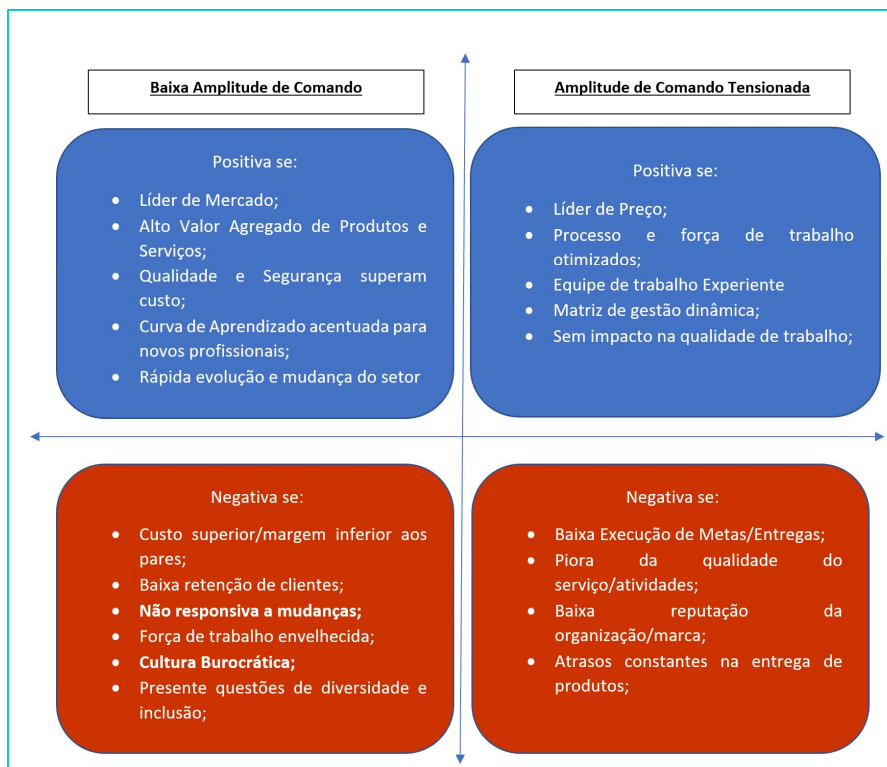 Baixa Amplitude de Comando
Amplitude de Comando Tensionada
Positiva se:
• Líder de Mercado;
• Alto Valor Agregado de Produtos e
Serviços;
• Qualidade e Segurança superam
custo;
• Curva de Aprendizado acentuada para
novos profissionais;
• Rápida evolução e mudança do setor
Positiva se:
• Líder de Preço;
• Processo e força de trabalho
otimizados;
• Equipe de trabalho Experiente
• Matriz de gestão dinâmica;
• Sem impacto na qualidade de trabalho;
Negativa se:
• Custo superior/margem inferior aos
pares;
• Baixa retenção de clientes;
• Não responsiva a mudanças;
• Força de trabalho envelhecida;
• Cultura Burocrática;
• Presente questões de diversidade e
inclusão;
Negativa se:
• Baixa Execução de Metas/Entregas;
• Piora da qualidade do
serviço/atividades;
• Baixa reputação da
organização/marca;
• Atrasos constantes na entrega de
produtos;